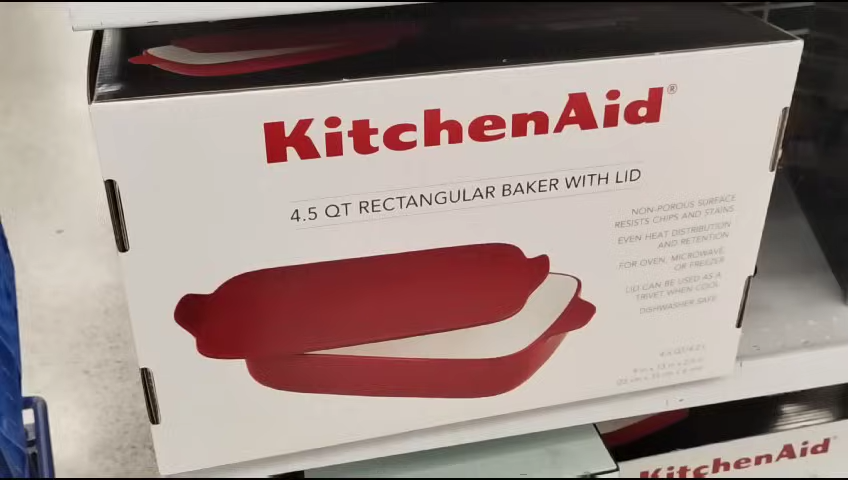 KitchenAid®
4.5 QT RECTANGULAR BAKER WITH LID
NON-POROUS SURFACE
RESISTS CHIPS AND STAINS
EVEN HEAT DISTRIBUTION
AND RETENTION
FOR OVEN, MICROWAVE
OR FREEZER
LID CAN BE USED AS A
TRIVET WHEN COOL
DISHWASHER SAFE
KitchenAid®